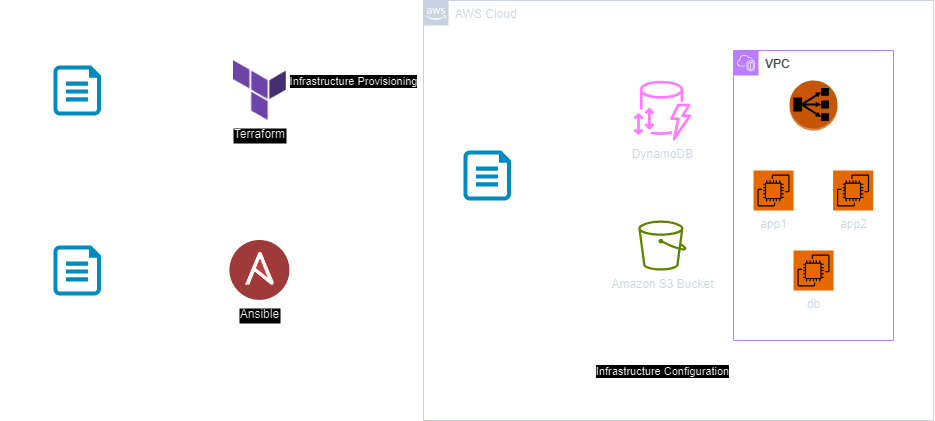 aws
AWS Cloud
VPC
Infrastructure Provisioning
Terraform
DynamoDB
app1
app2
Amazon S3 Bucket
db
Ansible
Infrastructure Configuration